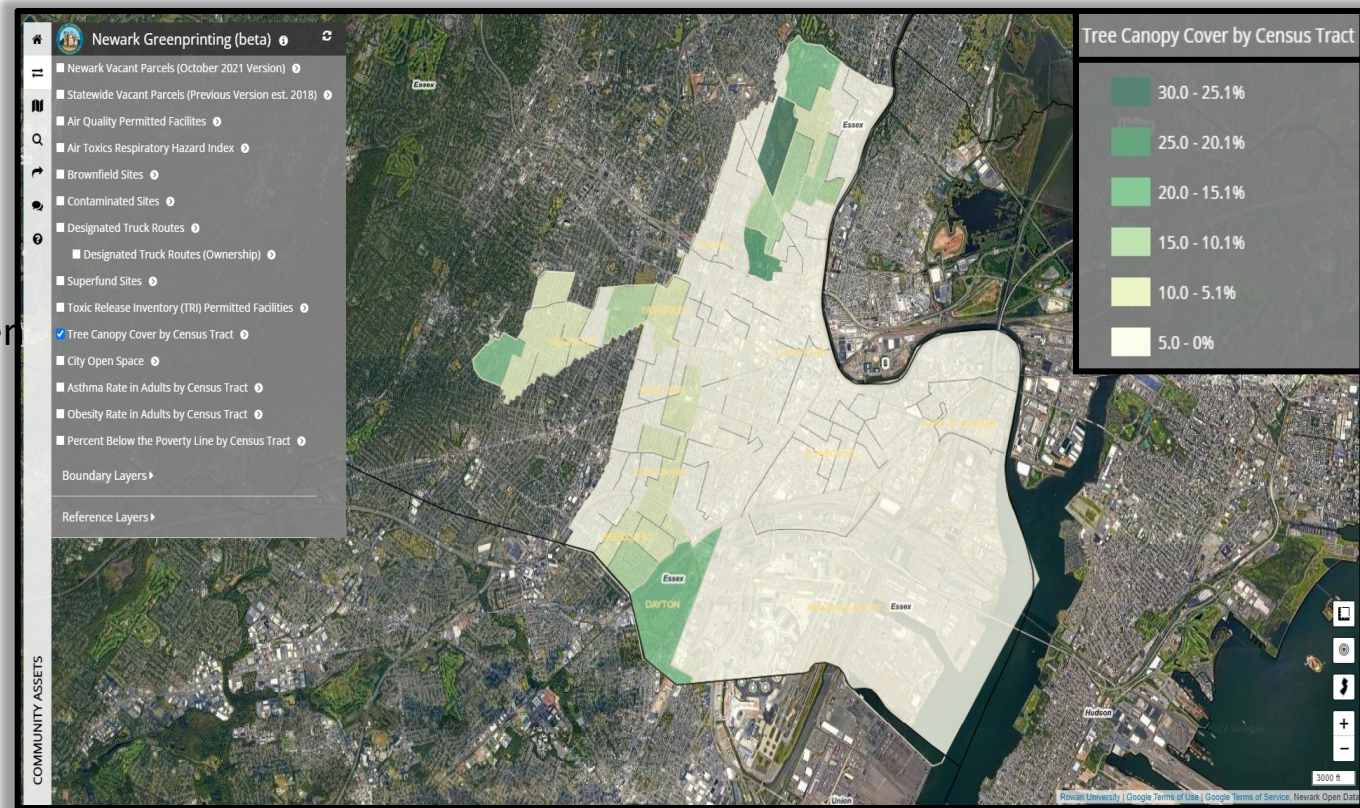 Newark Greenprinting (beta)
Newark Vacant Parcels (October 2021 Version)
Statewide Vacant Parcels (Previous Version est. 2018)
Air Quality Permitted Facilites
Air Toxics Respiratory Hazard Index
Brownfield Sites
Contaminated Sites
Designated Truck Routes
Designated Truck Routes (Ownership)
Superfund Sites
Toxic Release Inventory (TRI) Permitted Facilities
Tree Canopy Cover by Census Tract
City Open Space
Asthma Rate in Adults by Census Tract
Obesity Rate in Adults by Census Tract
Percent Below the Poverty Line by Census Tract
Boundary Layers
Reference Layers
COMMUNITY ASSETS
Tree Canopy Cover by Census Tract
30.0 - 25.1%
25.0 - 20.1%
20.0 - 15.1%
15.0 - 10.1%
10.0 - 5.1%
5.0 - 0%
Essex
Essex
Essex
DAYTON
Essex
Hudson
Union
3000 ft
Rowan University | Google Terms of Use | Google Terms of Service, Newark Open Data